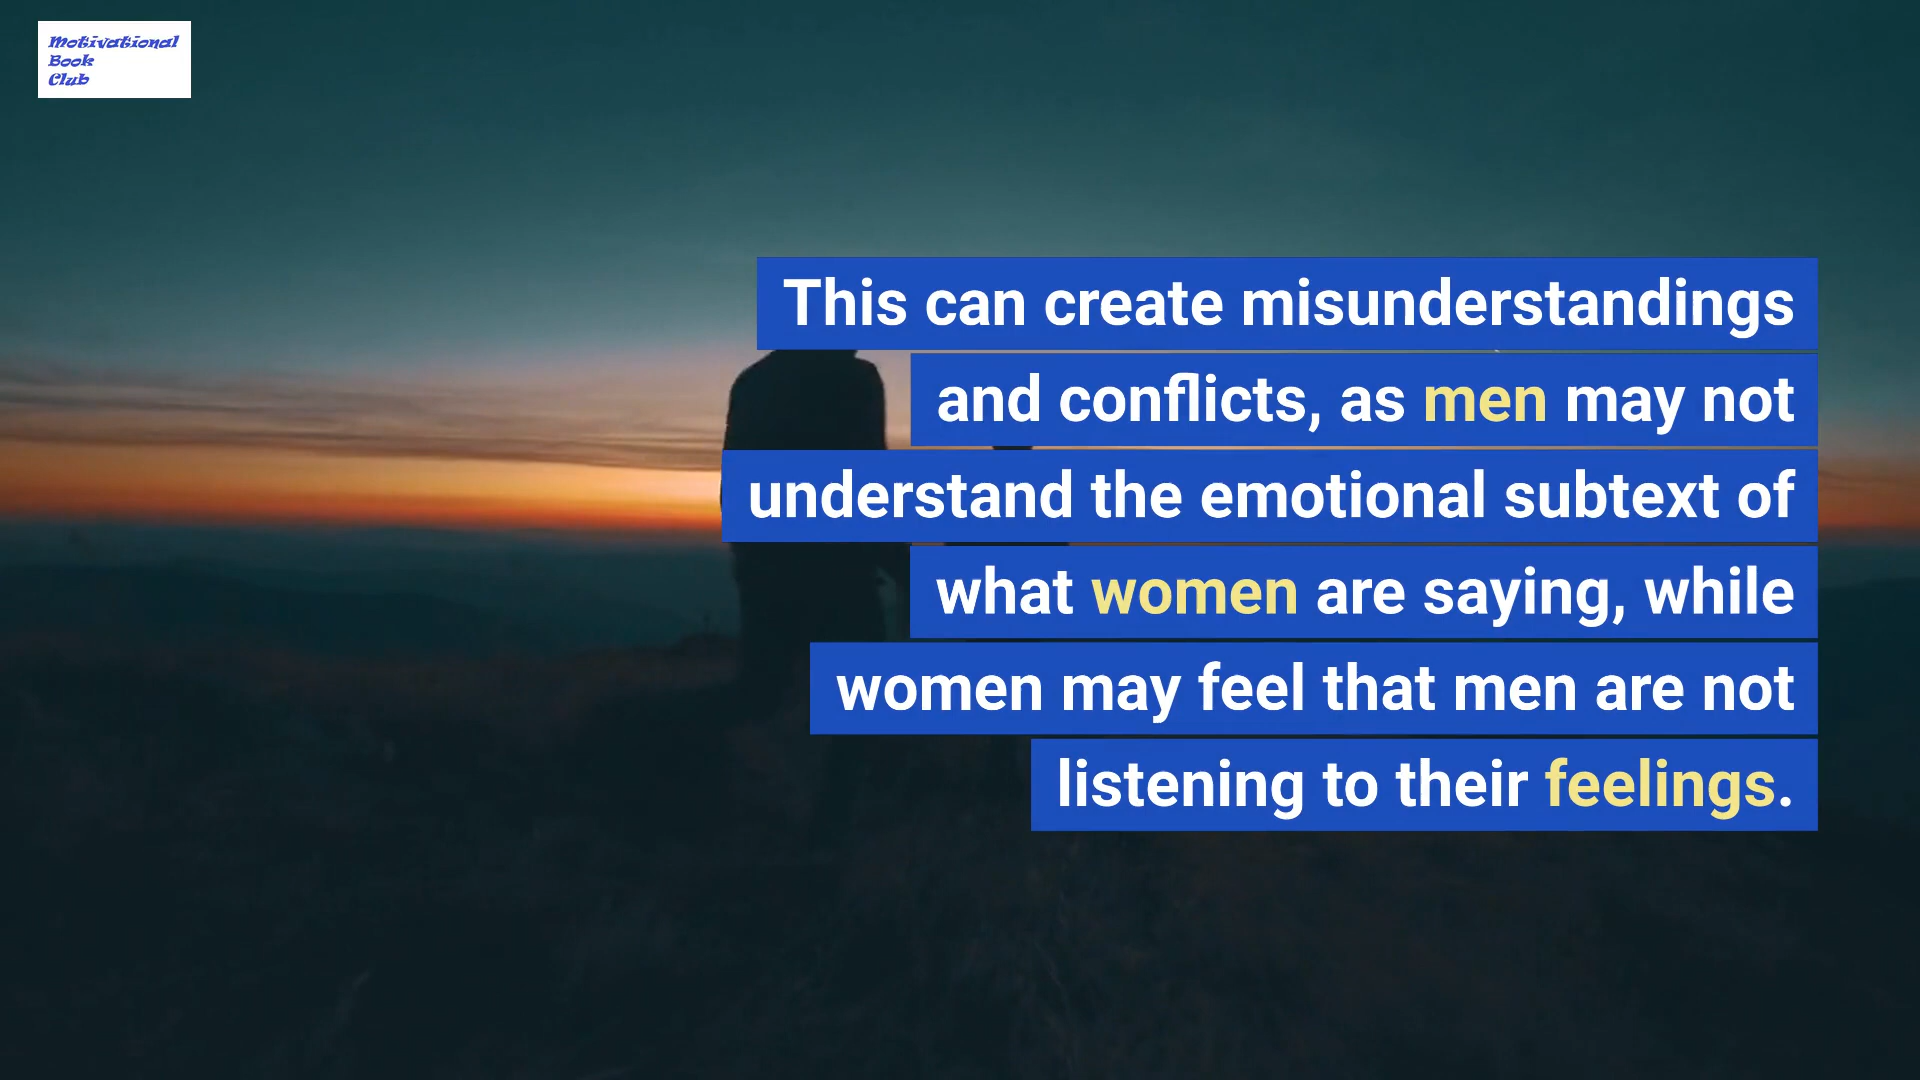 Motivational
Book
Club
This can create misunderstandings
and conflicts, as men may not
understand the emotional subtext of
what women are saying, while
women may feel that men are not
listening to their feelings.